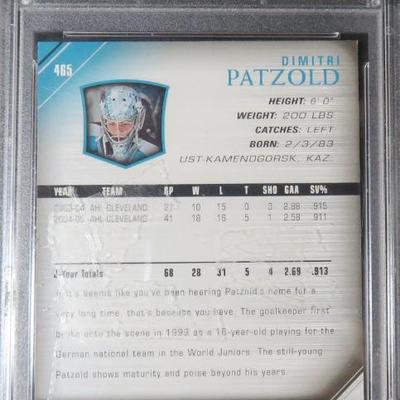 465
DIMITRI
PATZOLD
HEIGHT: 6' 0"
WEIGHT: 200 LBS
CATCHES: LEFT
BORN: 2/3/83
UST-KAMENOGORSK, KAZ.
YEAR TEAM GP W L T SHO GAA SV%
2003-04 AHL CLEVELAND 27 10 15 0 3 2.98 .915
2004-05 AHL CLEVELAND 41 18 16 5 1 2.58 .911
2-Year Totals 68 28 31 5 4 2.69 .913
it's seems like you've been hearing Patzold's name for a
very long time, that's because you have. The goalkeeper first
broke onto the scene in 1999 as a 16-year-old playing for the
German national team in the World Juniors. The still-young
Patzold shows maturity and poise beyond his years.